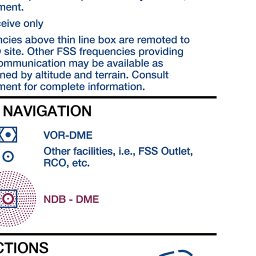 ment.
eive only
ncies above thin line box are remoted to
site. Other FSS frequencies providing
ommunication may be available as
ned by altitude and terrain. Consult
ment for complete information.
NAVIGATION
VOR-DME
Other facilities, i.e., FSS Outlet,
RCO, etc.
NDB - DME
CTIONS